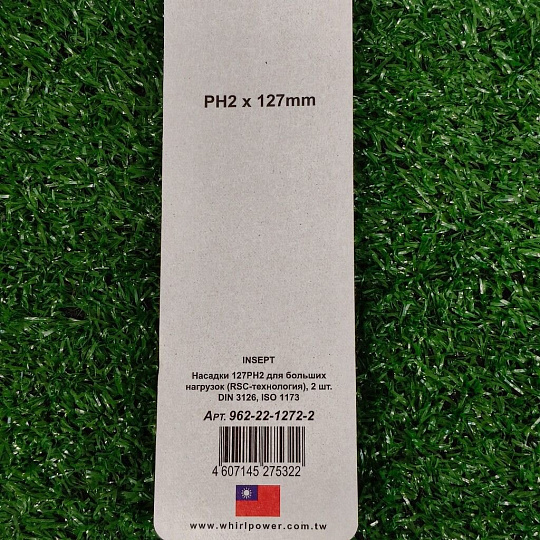 PH2 x 127mm
INSEPT
Насадки 127PH2 для больших
нагрузок (RSC-технология), 2 шт.
DIN 3126, ISO 1173
АРТ. 962-22-1272-2
4 607145 275322
www.whirlpower.com.tw